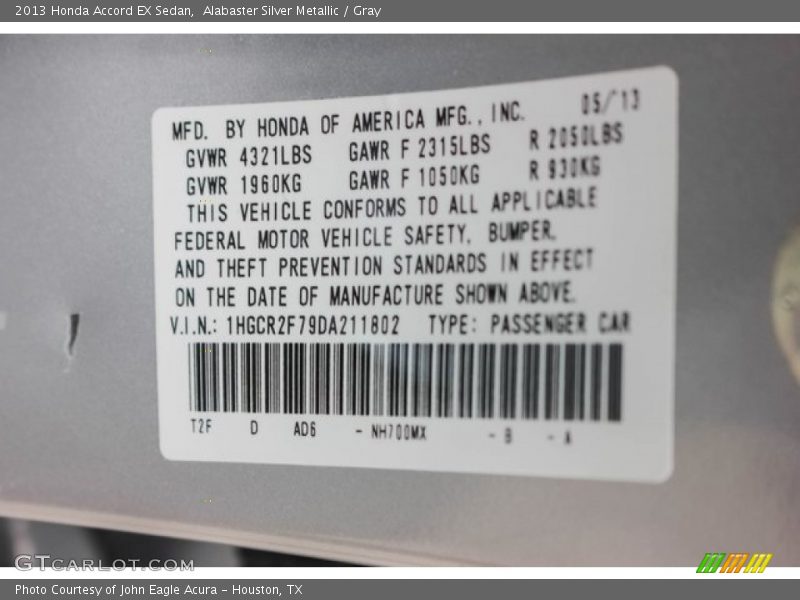 2013 Honda Accord EX Sedan,  Alabaster Silver Metallic / Gray
MFD. BY HONDA OF AMERICA MFG., INC. 05/13
GVWR 4321LBS GAWR F 2315LBS R 2050LBS
GVWR 1960KG GAWR F 1050KG R 930KG
THIS VEHICLE CONFORMS TO ALL APPLICABLE
FEDERAL MOTOR VEHICLE SAFETY, BUMPER,
AND THEFT PREVENTION STANDARDS IN EFFECT
ON THE DATE OF MANUFACTURE SHOWN ABOVE.
V.I.N.: 1HGCR2F79DA211802 TYPE: PASSENGER CAR
T2F D AD6 - NH700MX - B - A
GTCARLOT.COM
Photo Courtesy of John Eagle Acura - Houston, TX